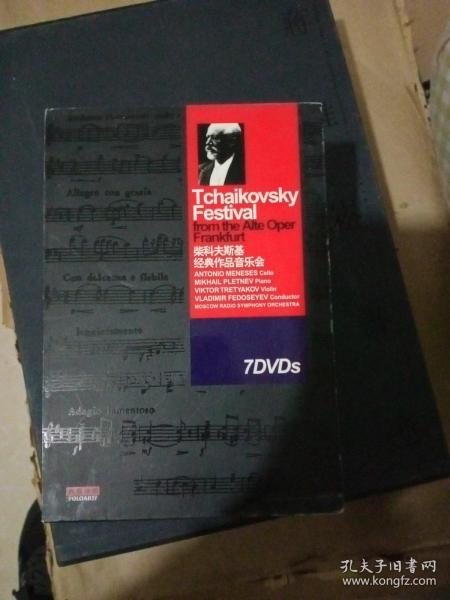 Allegro con grazia
Con dolcezza e flebile
Adagio lamentoso
mf
Tchaikovsky
Festival
from the Alte Oper
Frankfurt
柴科夫斯基
经典作品音乐会
ANTONIO MENESES Cello
MIKHAIL PLETNEV Piano
VIKTOR TRETYAKOV Violin
VLADIMIR FEDOSEYEV Conductor
MOSCOW RADIO SYMPHONY ORCHESTRA
7DVDs
POLOARTS
孔夫子旧书网
www.kongfz.com